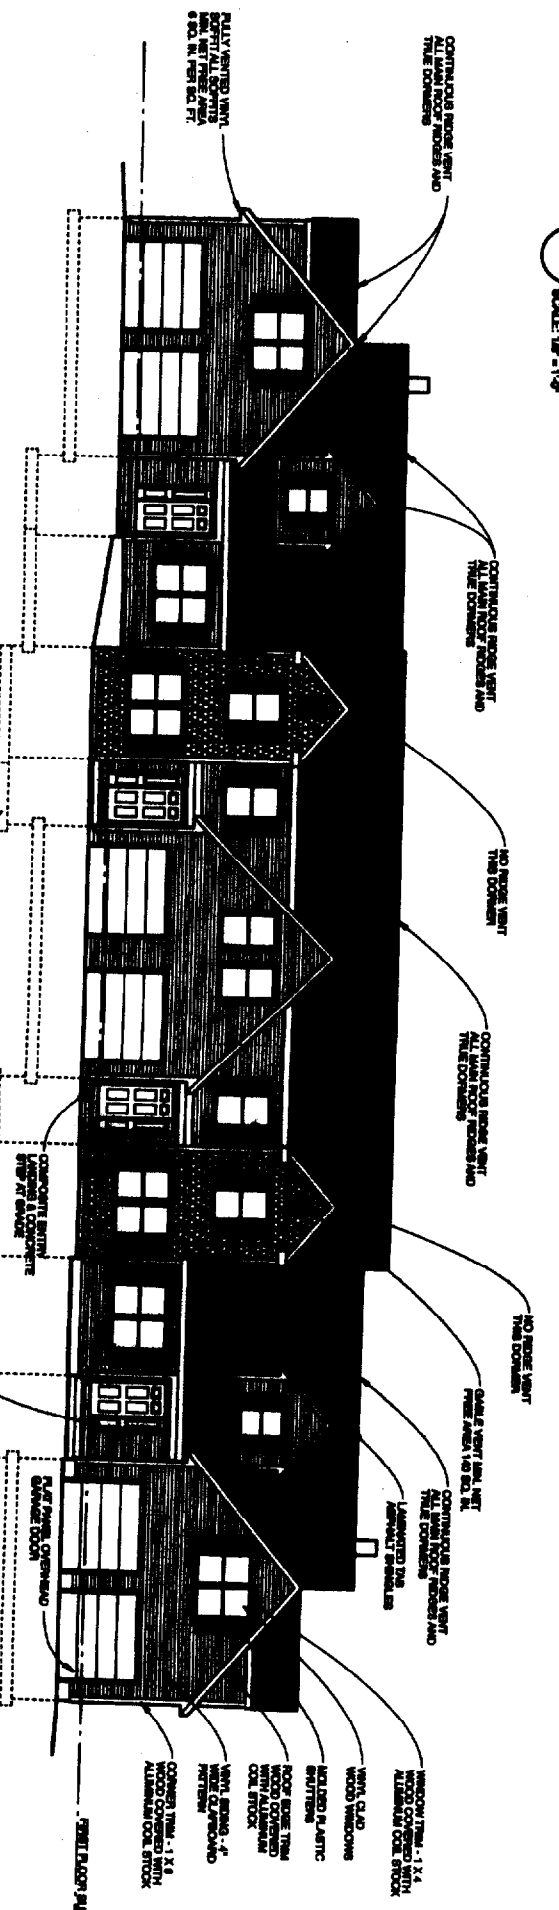 SCALE: 1/8" = 1'-0"
CONTINUOUS RIDGE VENT
ALL MAIN ROOF RIDGES AND
TRUE DORMERS
FULLY VENTED VINYL
SOFFIT ALL SOFFITS
MIN. NET FREE AREA
6 SQ. IN. PER SQ. FT.
CONTINUOUS RIDGE VENT
ALL MAIN ROOF RIDGES AND
TRUE DORMERS
NO RIDGE VENT
THIS DORMER
CONTINUOUS RIDGE VENT
ALL MAIN ROOF RIDGES AND
TRUE DORMERS
COMPOSITE ENTRY
LANDING & CONCRETE
STEP AT GRADE
NO RIDGE VENT
THIS DORMER
GABLE VENT MIN. NET
FREE AREA 140 SQ. IN.
CONTINUOUS RIDGE VENT
ALL MAIN ROOF RIDGES AND
TRUE DORMERS
LAMINATED TAB
ASPHALT SHINGLES
FLAT PANEL OVERHEAD
GARAGE DOOR
WINDOW TRIM - 1 X 4
WOOD COVERED WITH
ALUMINUM COIL STOCK
VINYL CLAD
WOOD WINDOWS
MOLDED PLASTIC
SHUTTERS
ROOF EDGE TRIM
WOOD COVERED
WITH ALUMINUM
COIL STOCK
VINYL SIDING - 4"
WIDE CLAPBOARD
PATTERN
CORNER TRIM - 1 X 6
WOOD COVERED WITH
ALUMINUM COIL STOCK
FIRST FLOOR